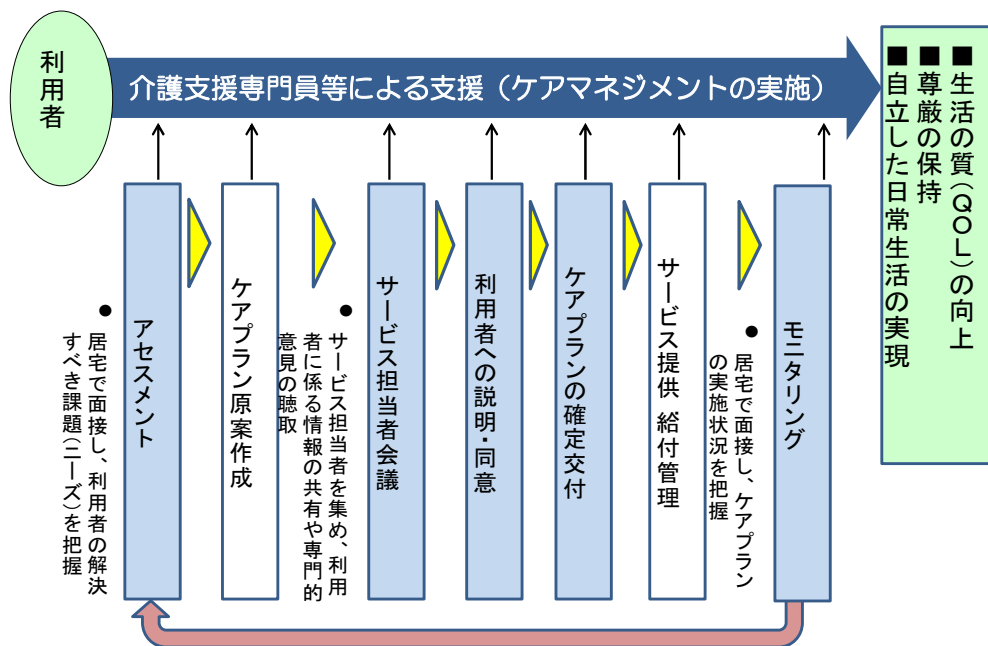 利用者
介護支援専門員等による支援（ケアマネジメントの実施）
■生活の質（ＱＯＬ）の向上
■尊厳の保持
■自立した日常生活の実現
アセスメント
● 居宅で面接し、利用者の解決
すべき課題（ニーズ）を把握
ケアプラン原案作成
サービス担当者会議
● サービス担当者を集め、利用
者に係る情報の共有や専門的
意見の聴取
利用者への説明・同意
ケアプランの確定交付
サービス提供 給付管理
モニタリング
● 居宅で面接し、ケアプラン
の実施状況を把握